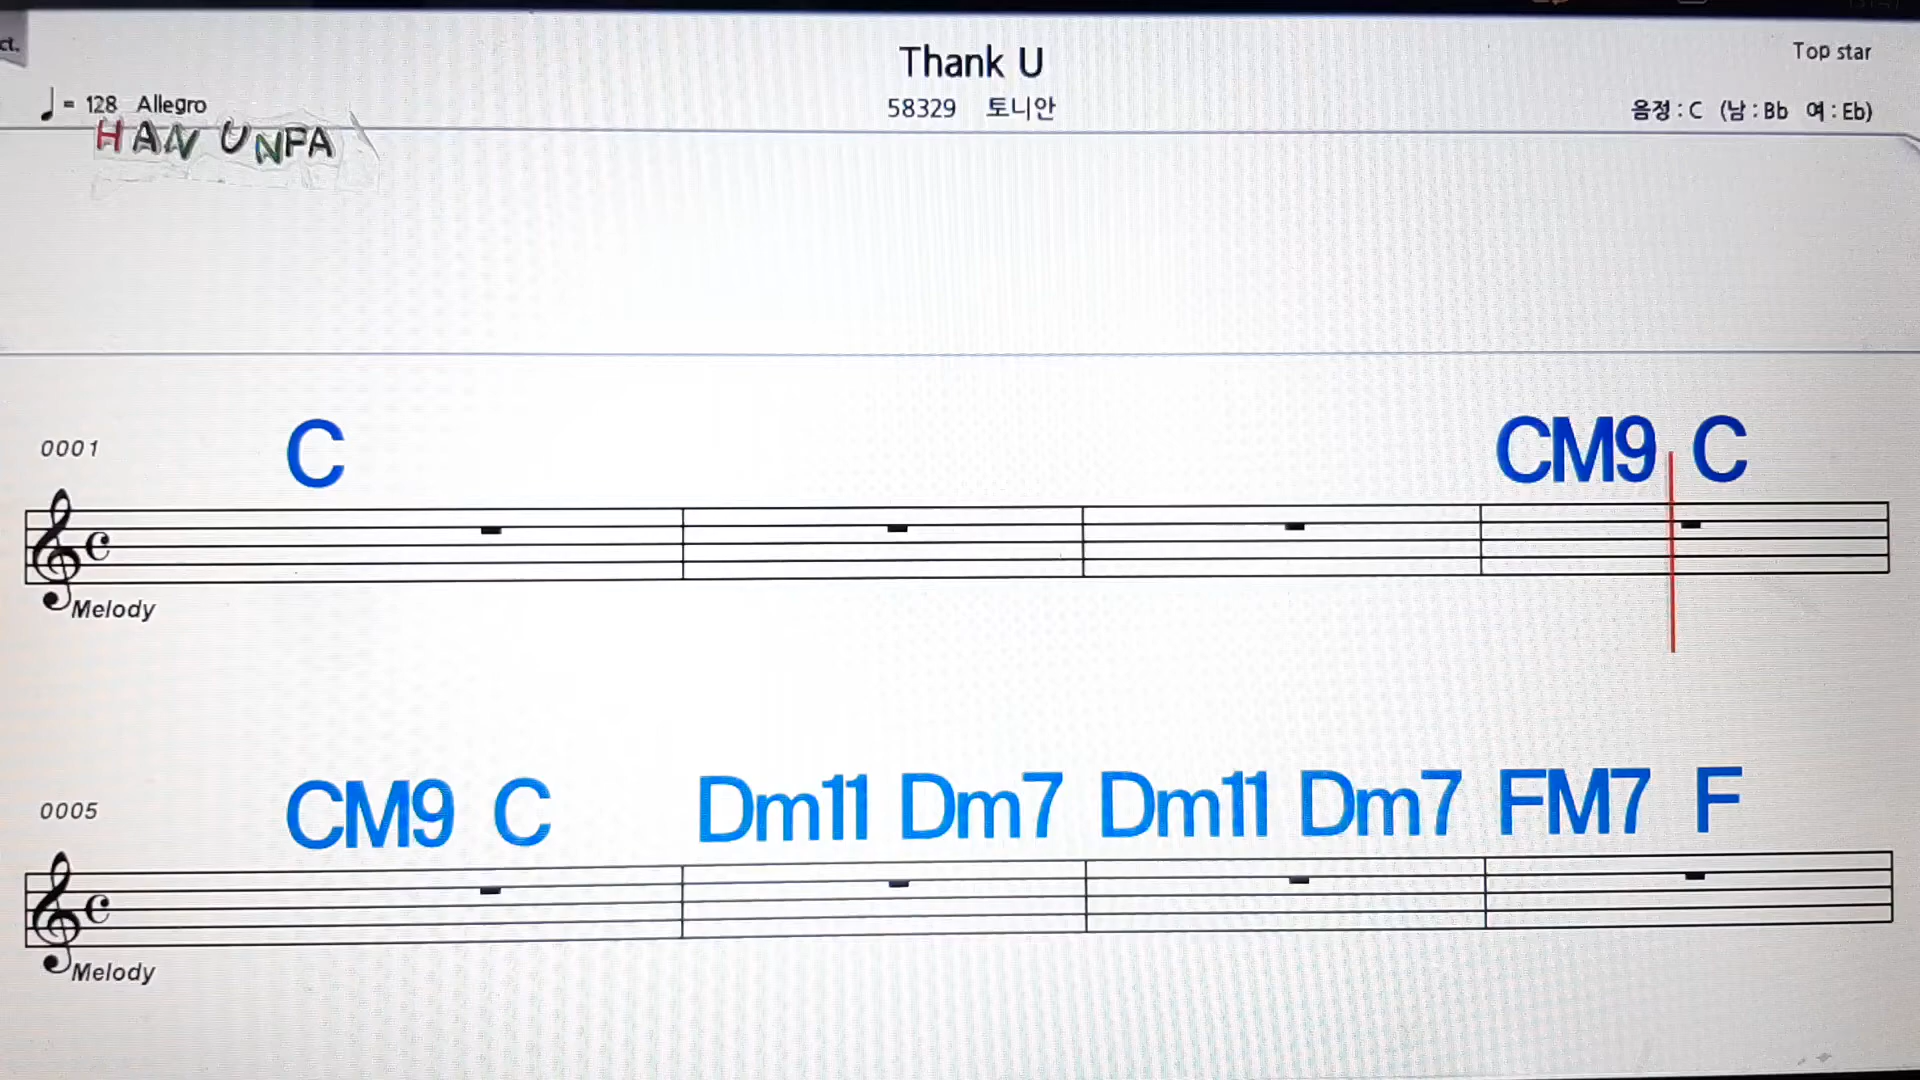 ct.
Thank U
Top star
♩ = 128 Allegro
58329 토니안
음정 : C (남 : Bb 여 : Eb)
HAN UNFA
0001
C
CM9 C
Melody
0005
CM9 C Dm11 Dm7 Dm11 Dm7 FM7 F
Melody